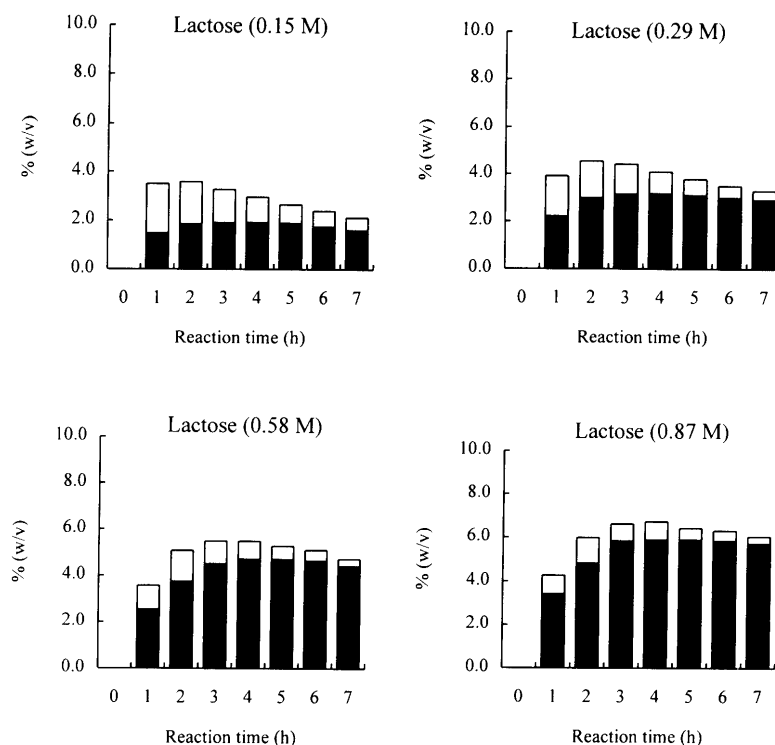 Lactose (0.15 M)
10.0
8.0
6.0
4.0
2.0
0.0
% (w/v)
0 1 2 3 4 5 6 7
Reaction time (h)
Lactose (0.29 M)
10.0
8.0
6.0
4.0
2.0
0.0
% (w/v)
0 1 2 3 4 5 6 7
Reaction time (h)
Lactose (0.58 M)
10.0
8.0
6.0
4.0
2.0
0.0
% (w/v)
0 1 2 3 4 5 6 7
Reaction time (h)
Lactose (0.87 M)
10.0
8.0
6.0
4.0
2.0
0.0
% (w/v)
0 1 2 3 4 5 6 7
Reaction time (h)